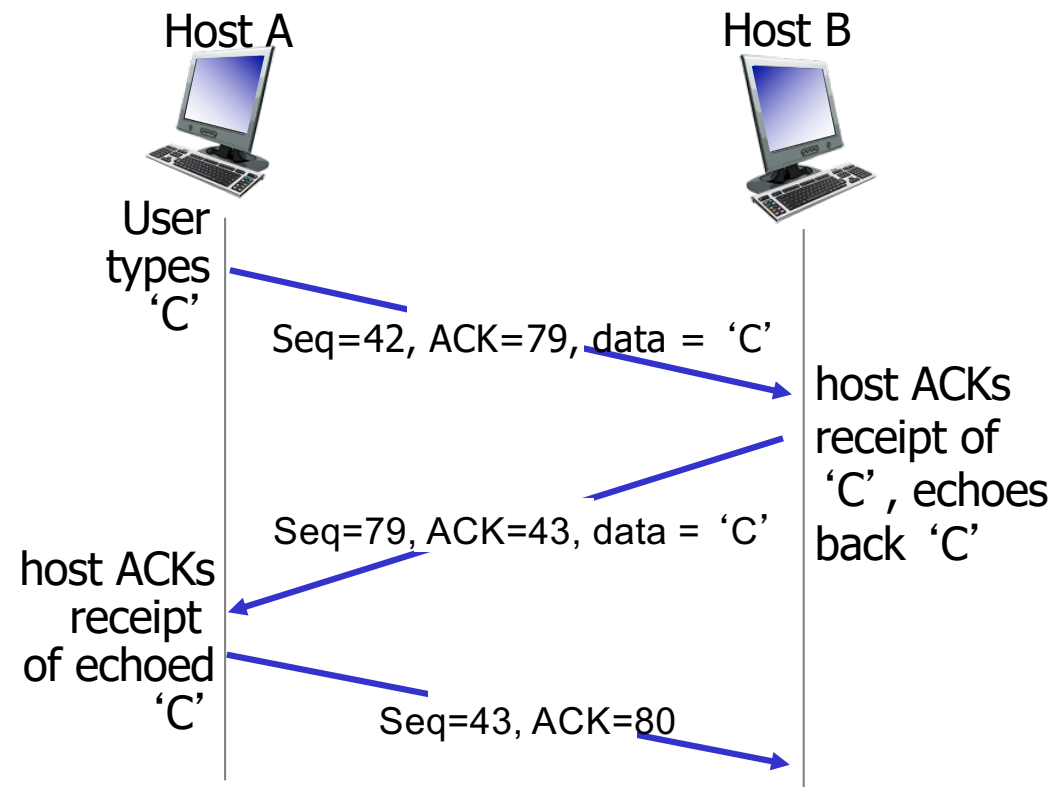 Host A
Host B
User
types
‘C’
Seq=42, ACK=79, data = ‘C’
host ACKs
receipt of
‘C’, echoes
back ‘C’
Seq=79, ACK=43, data = ‘C’
host ACKs
receipt
of echoed
‘C’
Seq=43, ACK=80